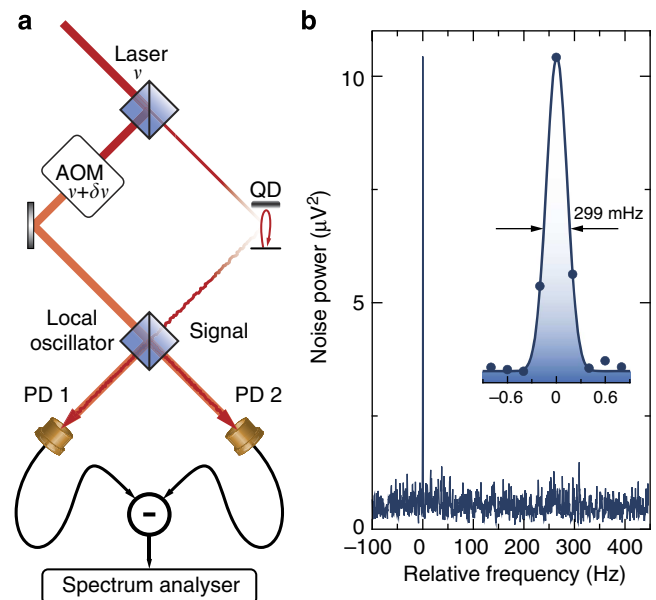 a
Laser
ν
AOM
ν+δν
QD
Local
oscillator
Signal
PD 1
PD 2
-
Spectrum analyser
b
Noise power (μV²)
10
5
0
299 mHz
−0.6
0
0.6
−100
0
100
200
300
400
Relative frequency (Hz)